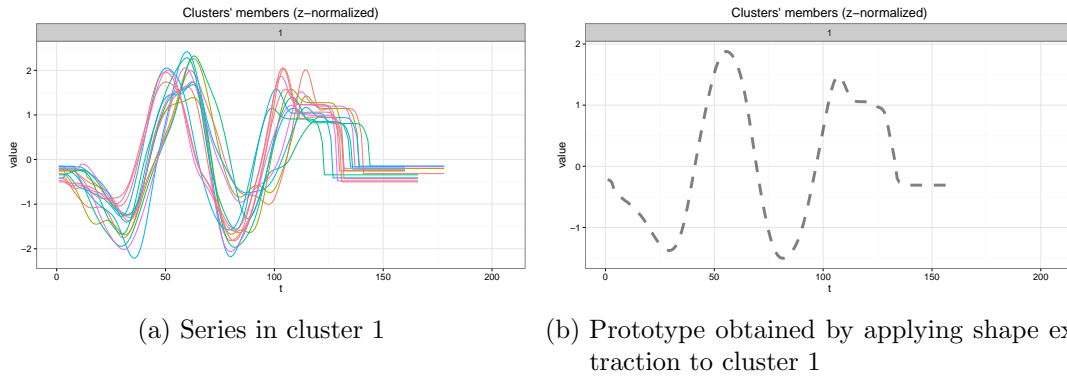 Clusters' members (z−normalized)
1
2
1
0
−1
−2
value
0
50
100
150
200
t
(a) Series in cluster 1
Clusters' members (z−normalized)
1
2
1
0
−1
value
0
50
100
150
200
t
(b) Prototype obtained by applying shape ex
traction to cluster 1